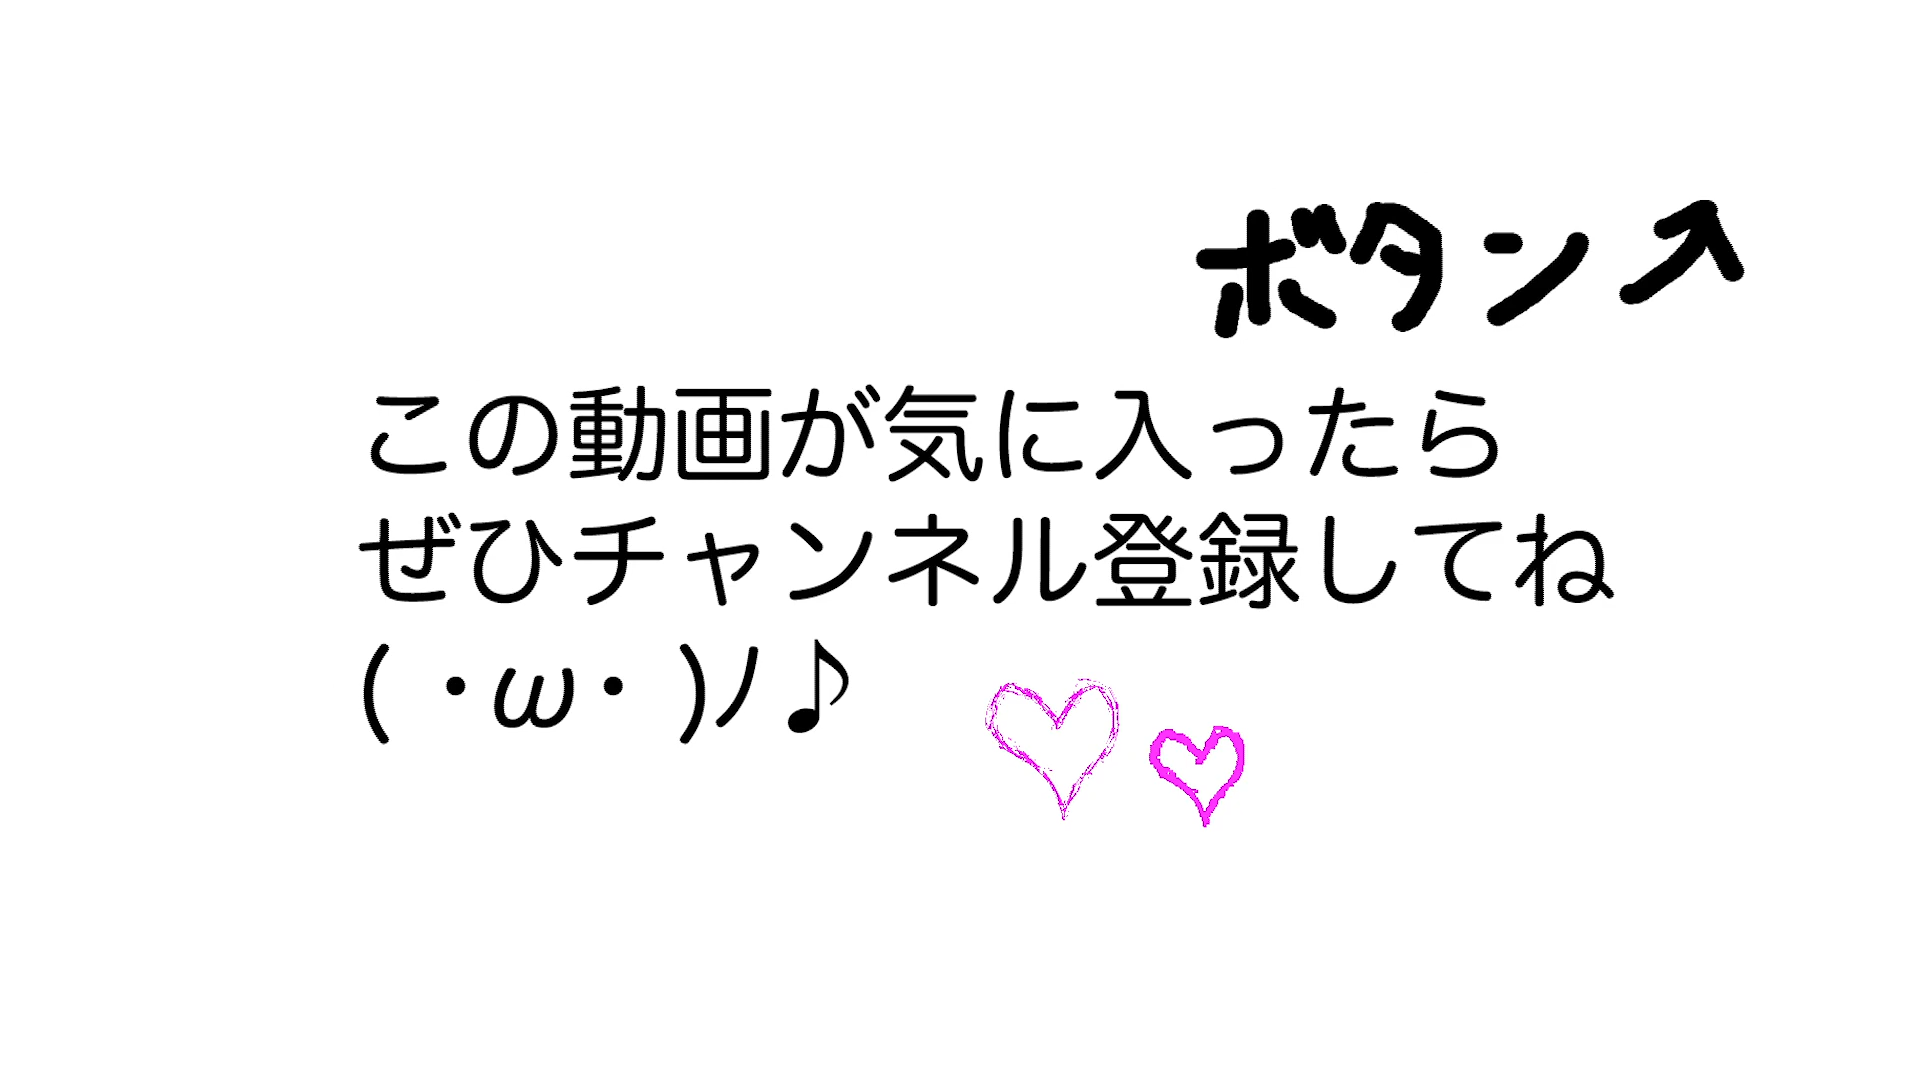 ボタン↗
この動画が気に入ったら
ぜひチャンネル登録してね
( ・ω・ )ノ♪